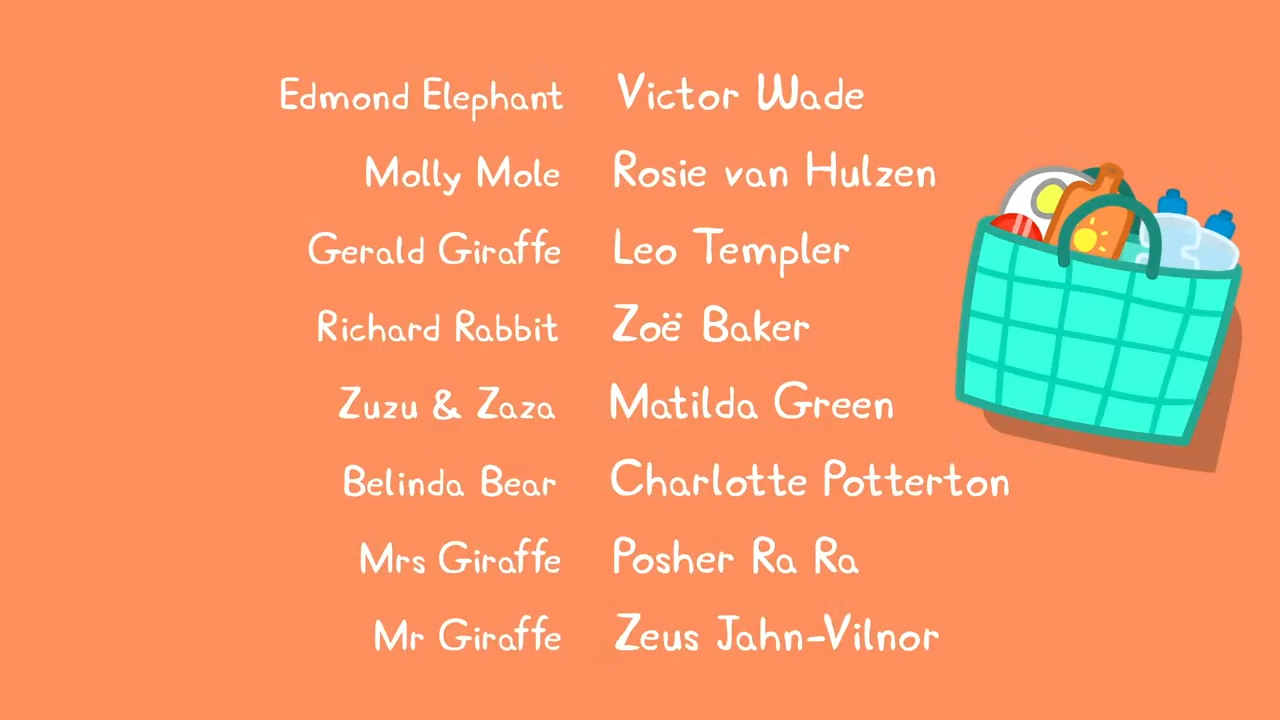 Edmond Elephant Victor Wade
Molly Mole Rosie van Hulzen
Gerald Giraffe Leo Templer
Richard Rabbit Zoë Baker
Zuzu & Zaza Matilda Green
Belinda Bear Charlotte Potterton
Mrs Giraffe Posher Ra Ra
Mr Giraffe Zeus Jahn-Vilnor